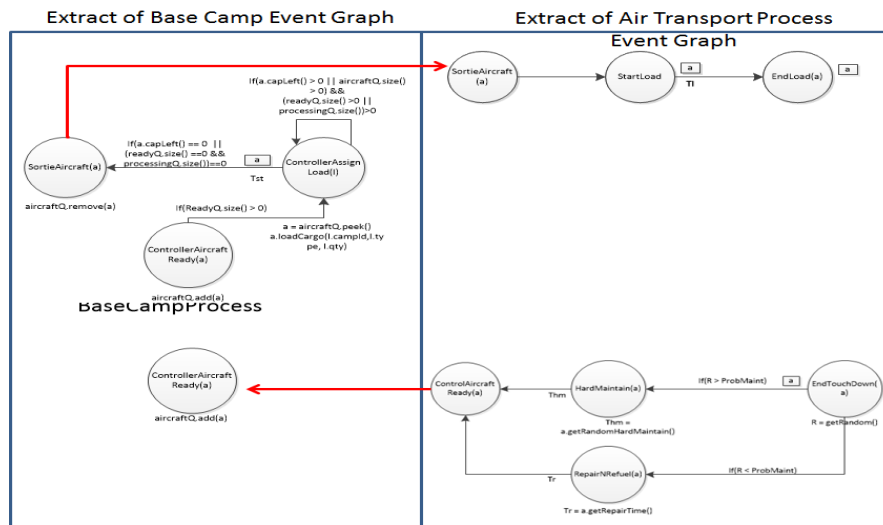 Extract of Base Camp Event Graph
Extract of Air Transport Process
Event Graph
If(a.capLeft() > 0 || aircraftQ.size()
> 0) &&
(readyQ.size() >0 ||
processingQ.size())>0
If(a.capLeft() == 0 ||
(readyQ.size() ==0 &&
processingQ.size())==0
a
Tst
SortieAircraft(a)
aircraftQ.remove(a)
ControllerAssign
Load(l)
If(ReadyQ.size() > 0)
a = aircraftQ.peek()
a.loadCargo(l.campId,l.ty
pe, l.qty)
ControllerAircraft
Ready(a)
aircraftQ.add(a)
BaseCampProcess
ControllerAircraft
Ready(a)
aircraftQ.add(a)
SortieAircraft
(a)
StartLoad
a
Tl
EndLoad(a)
a
ControlAircraft
Ready(a)
Thm
HardMaintain(a)
If(R > ProbMaint)
a
EndTouchDown(
a)
Thm =
a.getRandomHardMaintain()
R = getRandom()
Tr
RepairNRefuel(a)
If(R < ProbMaint)
Tr = a.getRepairTime()